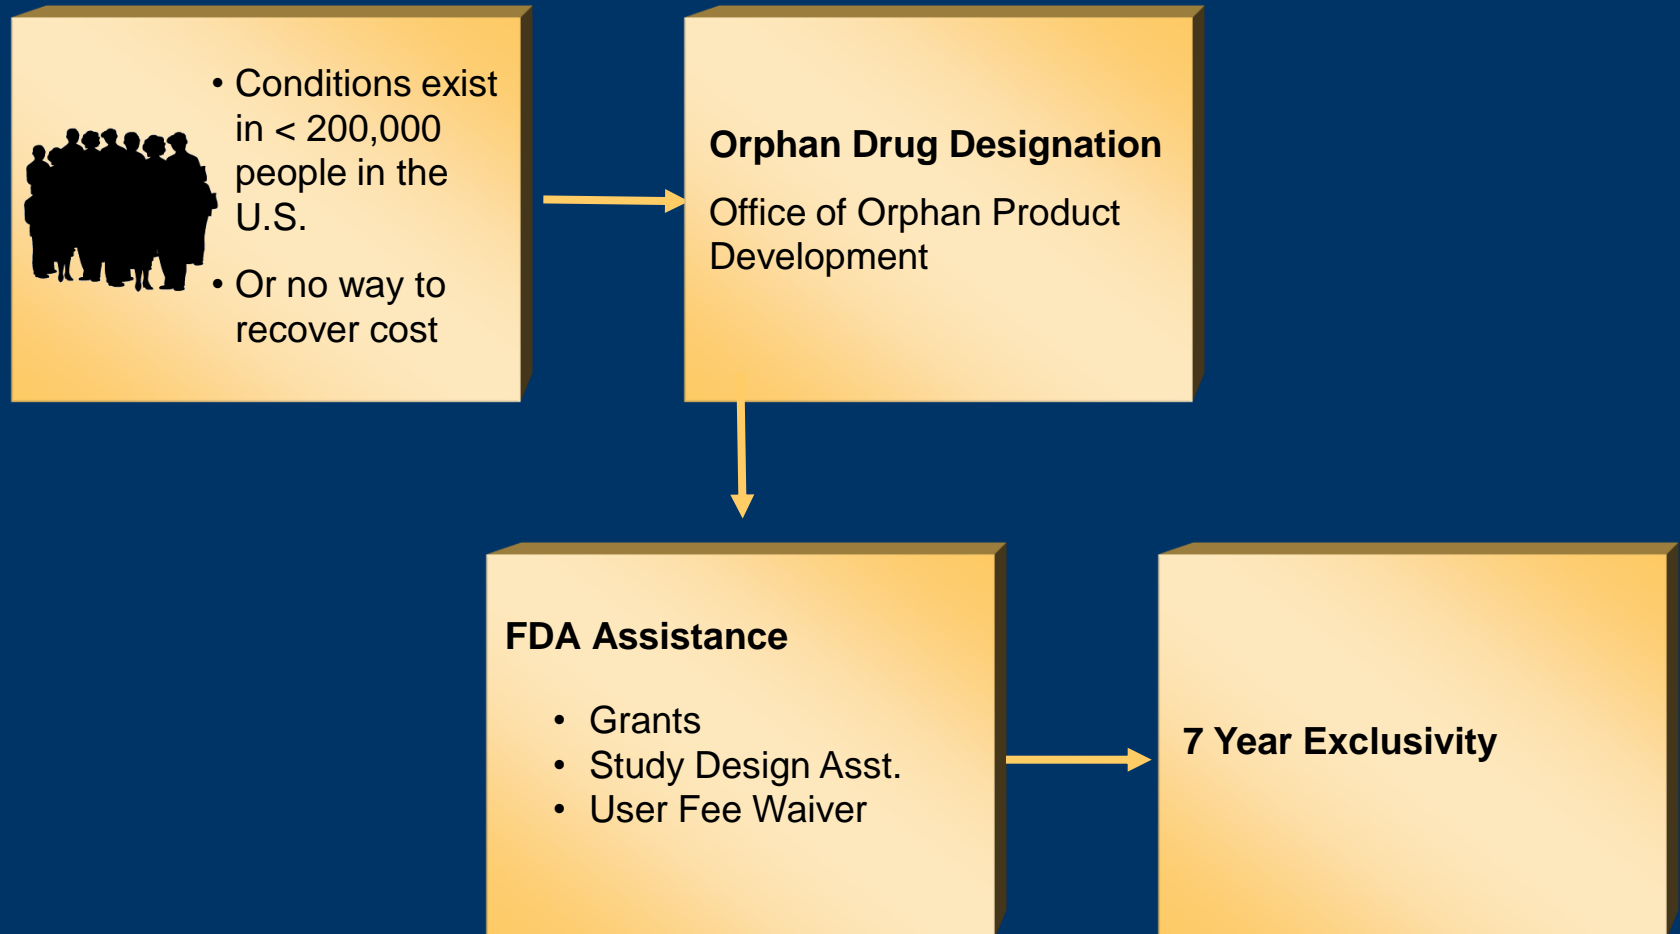 • Conditions exist
in < 200,000
people in the
U.S.
• Or no way to
recover cost
Orphan Drug Designation
Office of Orphan Product
Development
FDA Assistance
• Grants
• Study Design Asst.
• User Fee Waiver
7 Year Exclusivity